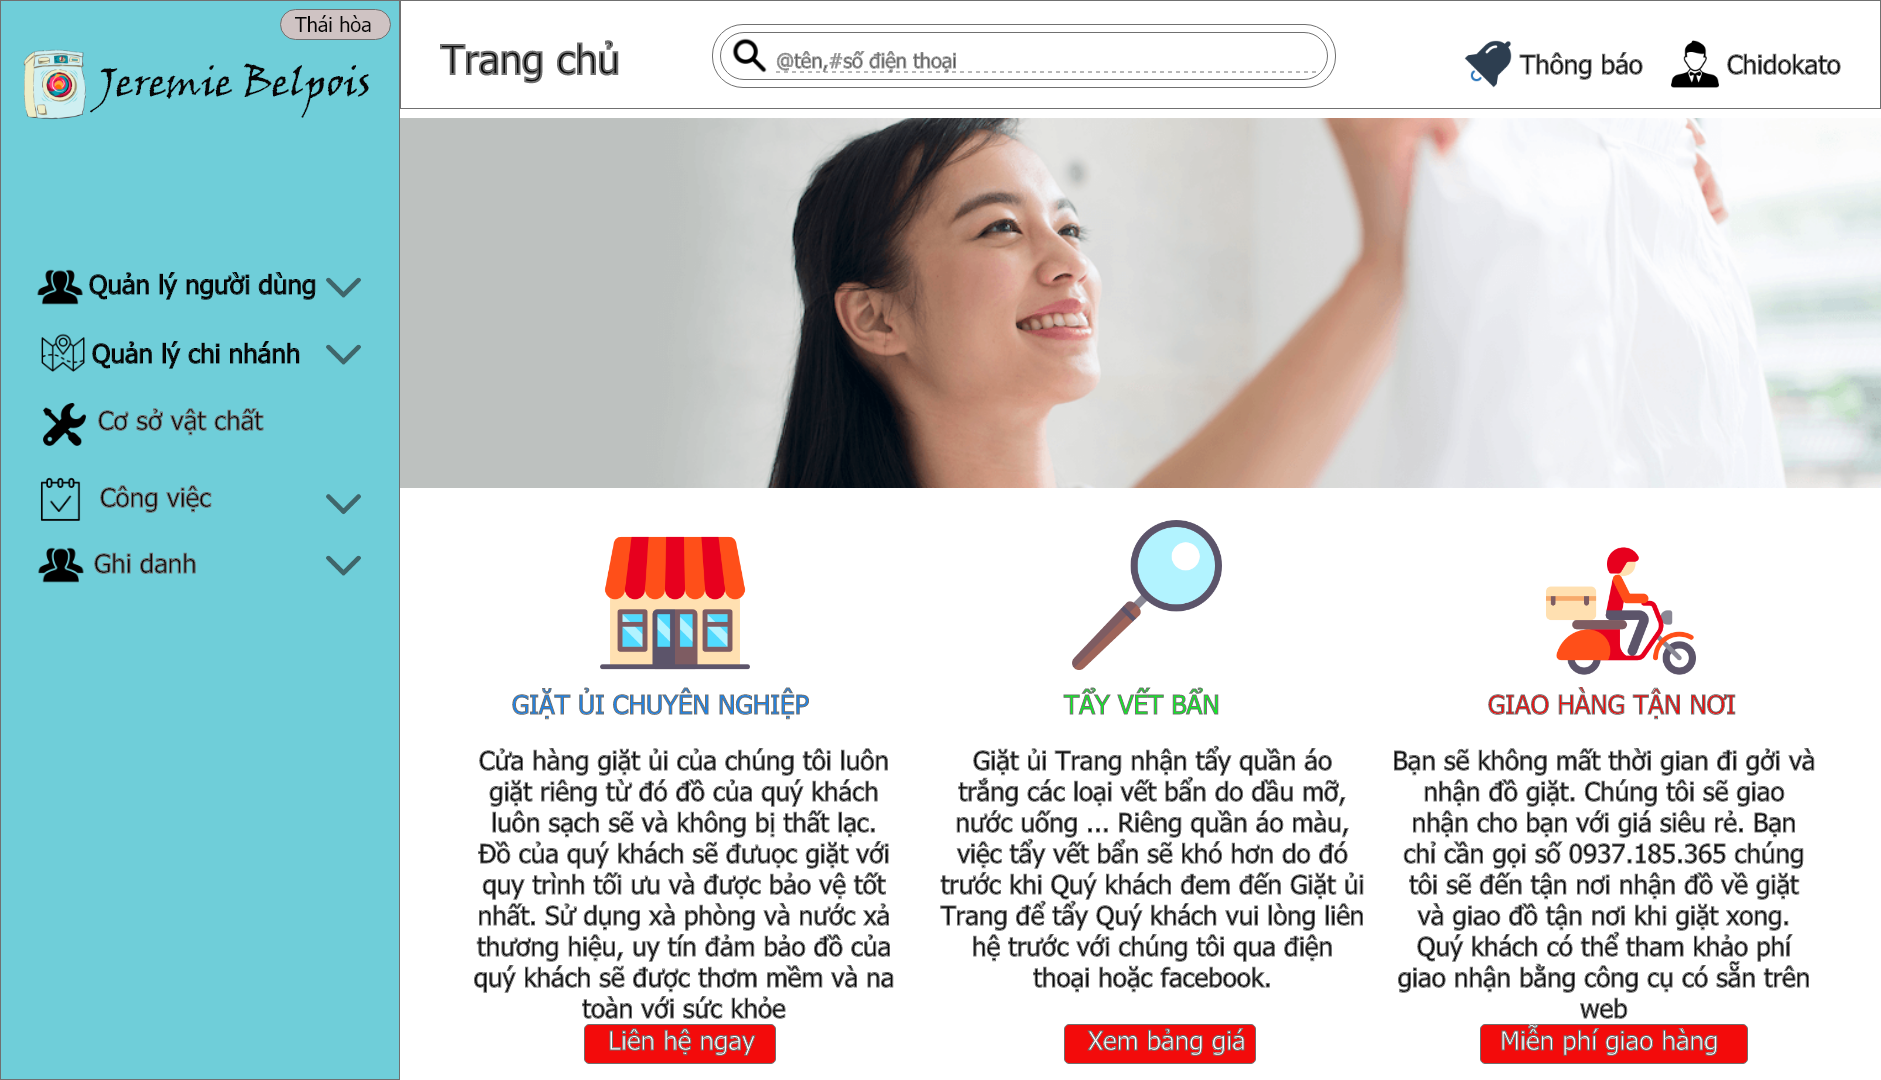 Thái hòa
Jeremie Belpois
Quản lý người dùng
Quản lý chi nhánh
Cơ sở vật chất
Công việc
Ghi danh
Trang chủ
@tên,#số điện thoại
Thông báo
Chidokato
GIẶT ỦI CHUYÊN NGHIỆP
Cửa hàng giặt ủi của chúng tôi luôn
giặt riêng từ đó đồ của quý khách
luôn sạch sẽ và không bị thất lạc.
Đồ của quý khách sẽ đưuọc giặt với
quy trình tối ưu và được bảo vệ tốt
nhất. Sử dụng xà phòng và nước xả
thương hiệu, uy tín đảm bảo đồ của
quý khách sẽ được thơm mềm và na
toàn với sức khỏe
Liên hệ ngay
TẨY VẾT BẨN
Giặt ủi Trang nhận tẩy quần áo
trắng các loại vết bẩn do dầu mỡ,
nước uống ... Riêng quần áo màu,
việc tẩy vết bẩn sẽ khó hơn do đó
trước khi Quý khách đem đến Giặt ủi
Trang để tẩy Quý khách vui lòng liên
hệ trước với chúng tôi qua điện
thoại hoặc facebook.
Xem bảng giá
GIAO HÀNG TẬN NƠI
Bạn sẽ không mất thời gian đi gởi và
nhận đồ giặt. Chúng tôi sẽ giao
nhận cho bạn với giá siêu rẻ. Bạn
chỉ cần gọi số 0937.185.365 chúng
tôi sẽ đến tận nơi nhận đồ về giặt
và giao đồ tận nơi khi giặt xong.
Quý khách có thể tham khảo phí
giao nhận bằng công cụ có sẵn trên
web
Miễn phí giao hàng